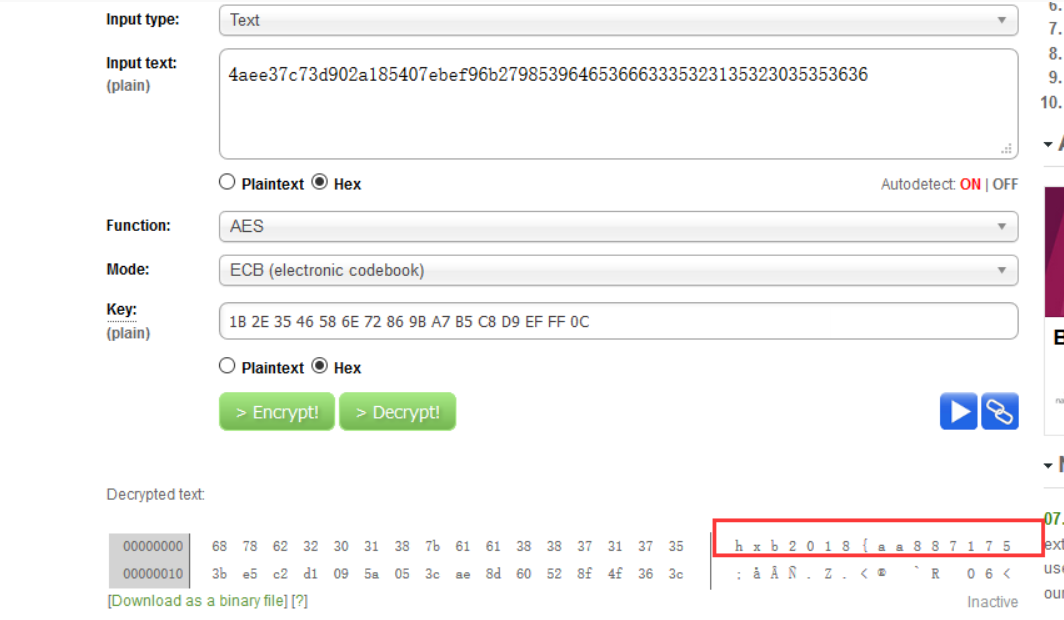 Input type: Text
Input text:
(plain)
4aee37c73d902a185407ebef96b2798539646536663335323135323035353636
Plaintext Hex Autodetect: ON | OFF
Function: AES
Mode: ECB (electronic codebook)
Key:
(plain)
1B 2E 35 46 58 6E 72 86 9B A7 B5 C8 D9 EF FF 0C
Plaintext Hex
> Encrypt! > Decrypt!
Decrypted text:
00000000 68 78 62 32 30 31 38 7b 61 61 38 38 37 31 37 35 h x b 2 0 1 8 { a a 8 8 7 1 7 5
00000010 3b e5 c2 d1 09 5a 05 3c ae 8d 60 52 8f 4f 36 3c ; å Â Ñ . Z . < ® ` R O 6 <
[Download as a binary file] [?]
Inactive
7.
8.
9.
10.
07.
ext
use
our